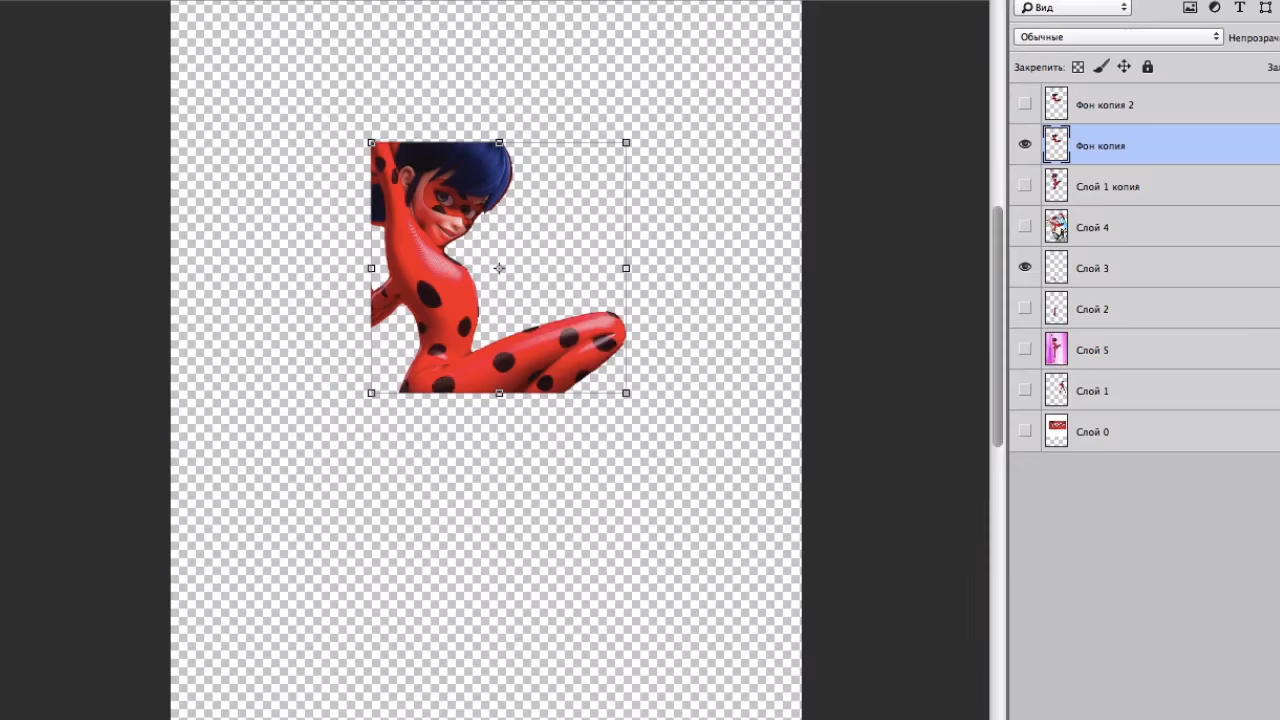 Вид
Обычные
Непрозрач
Закрепить:
За
Фон копия 2
Фон копия
Слой 1 копия
Слой 4
Слой 3
Слой 2
Слой 5
Слой 1
Слой 0